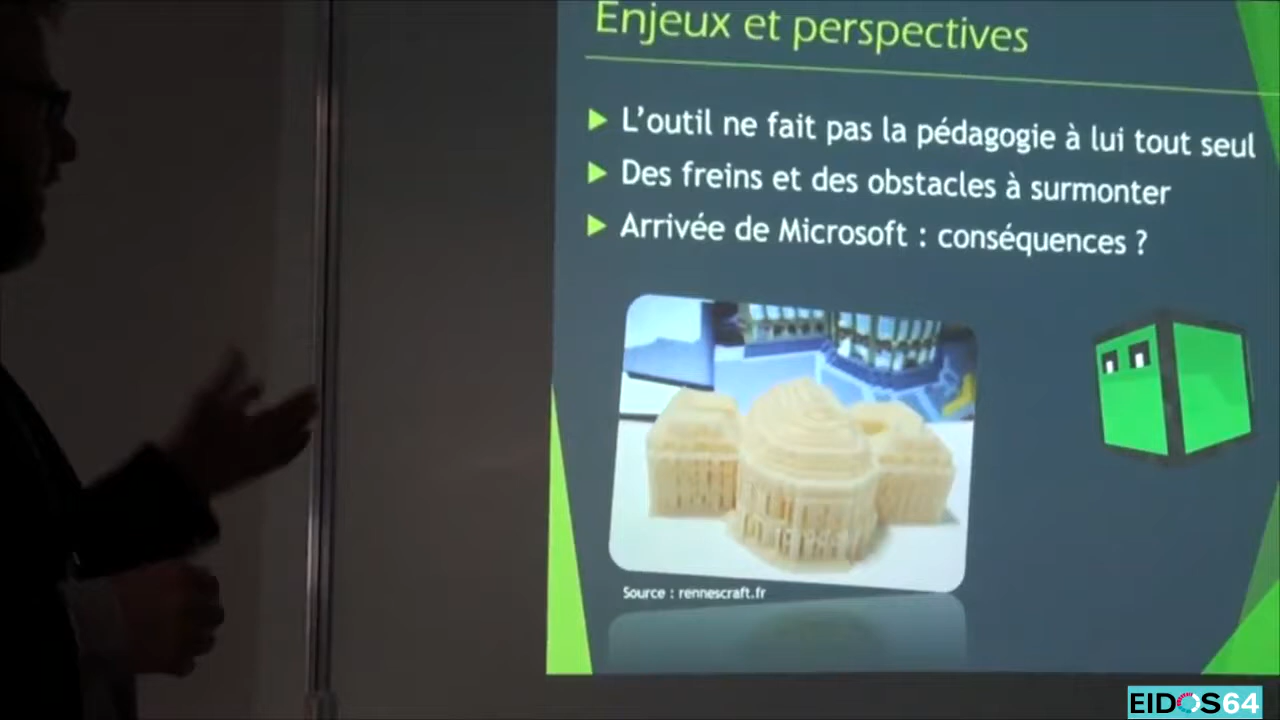 Enjeux et perspectives
L'outil ne fait pas la pédagogie à lui tout seul
Des freins et des obstacles à surmonter
Arrivée de Microsoft : conséquences ?
Source : rennescraft.fr
EIDOS64